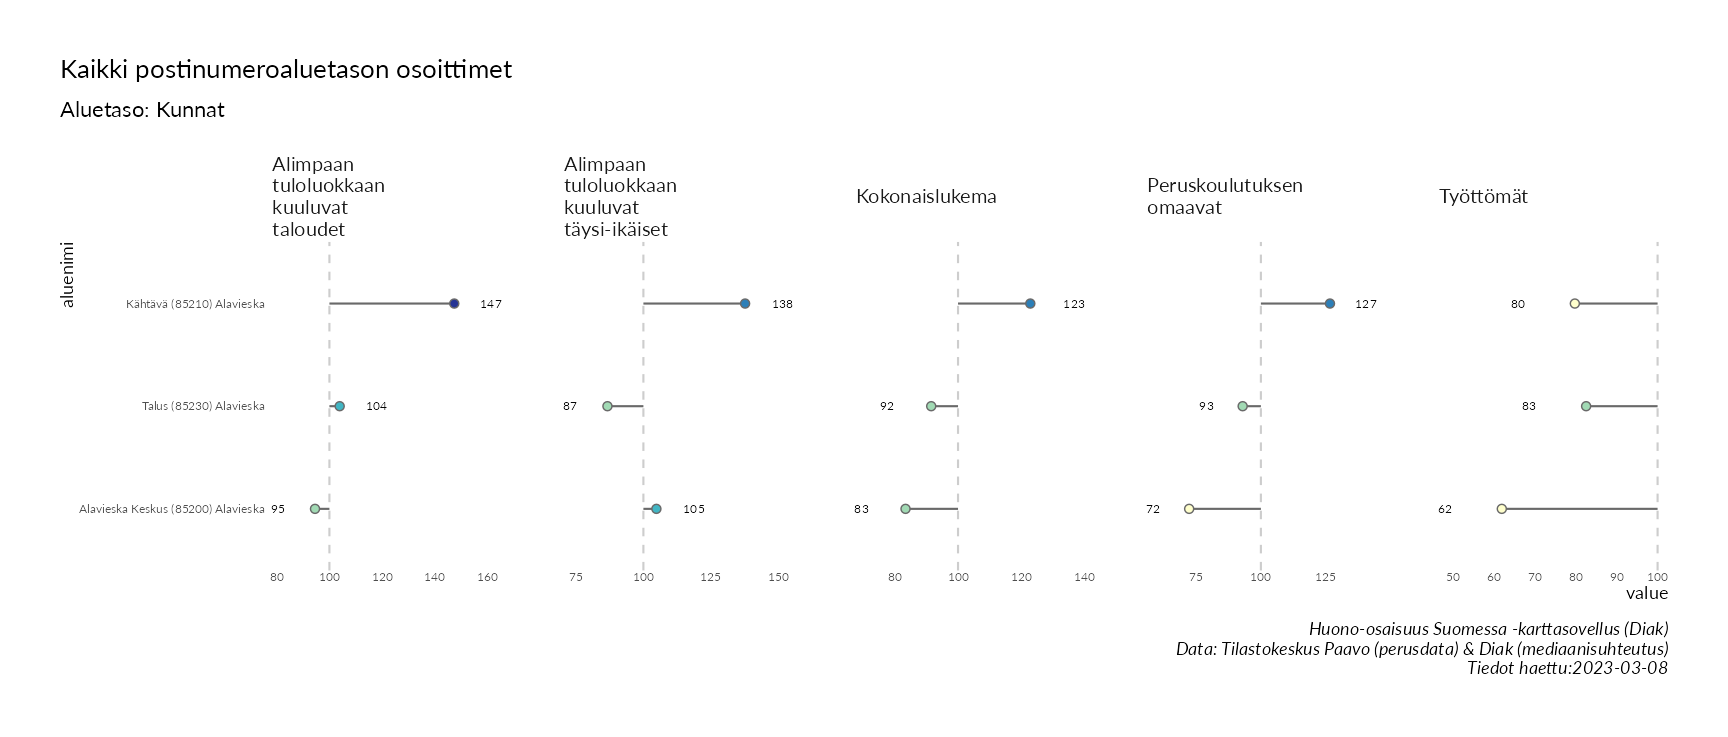 Kaikki postinumeroaluetason osoittimet
Aluetaso: Kunnat
Alimpaan
tuloluokkaan
kuuluvat
taloudet
Alimpaan
tuloluokkaan
kuuluvat
täysi-ikäiset
Kokonaislukema
Peruskoulutuksen
omaavat
Työttömät
aluenimi
Kähtävä (85210) Alavieska 147 138 123 127 80
Talus (85230) Alavieska 104 87 92 93 83
Alavieska Keskus (85200) Alavieska 95 105 83 72 62
80 100 120 140 160 75 100 125 150 80 100 120 140 75 100 125 50 60 70 80 90 100
value
Huono-osaisuus Suomessa -karttasovellus (Diak)
Data: Tilastokeskus Paavo (perusdata) & Diak (mediaanisuhteutus)
Tiedot haettu:2023-03-08